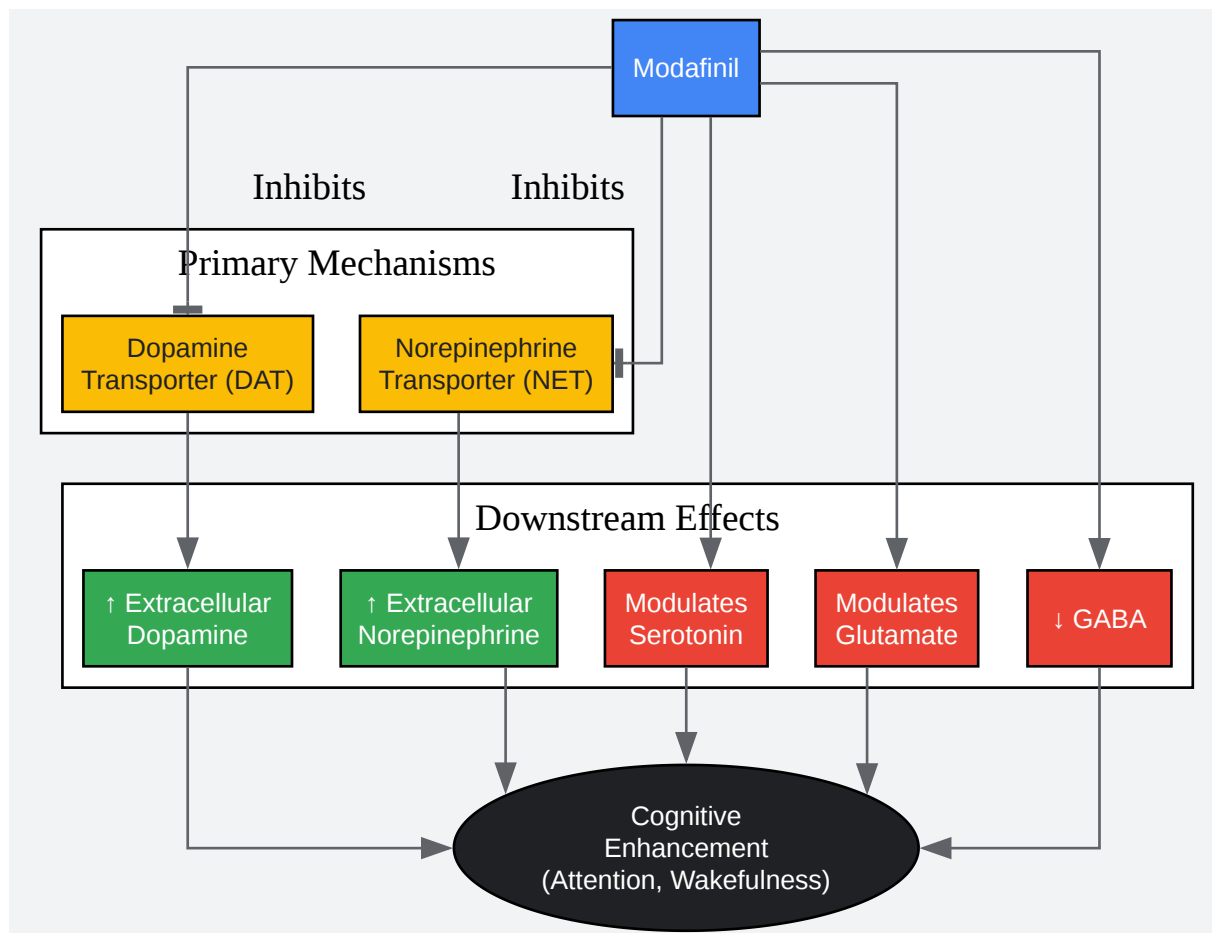 Modafinil
Inhibits
Inhibits
Primary Mechanisms
Dopamine
Transporter (DAT)
Norepinephrine
Transporter (NET)
Downstream Effects
↑ Extracellular
Dopamine
↑ Extracellular
Norepinephrine
Modulates
Serotonin
Modulates
Glutamate
↓ GABA
Cognitive
Enhancement
(Attention, Wakefulness)